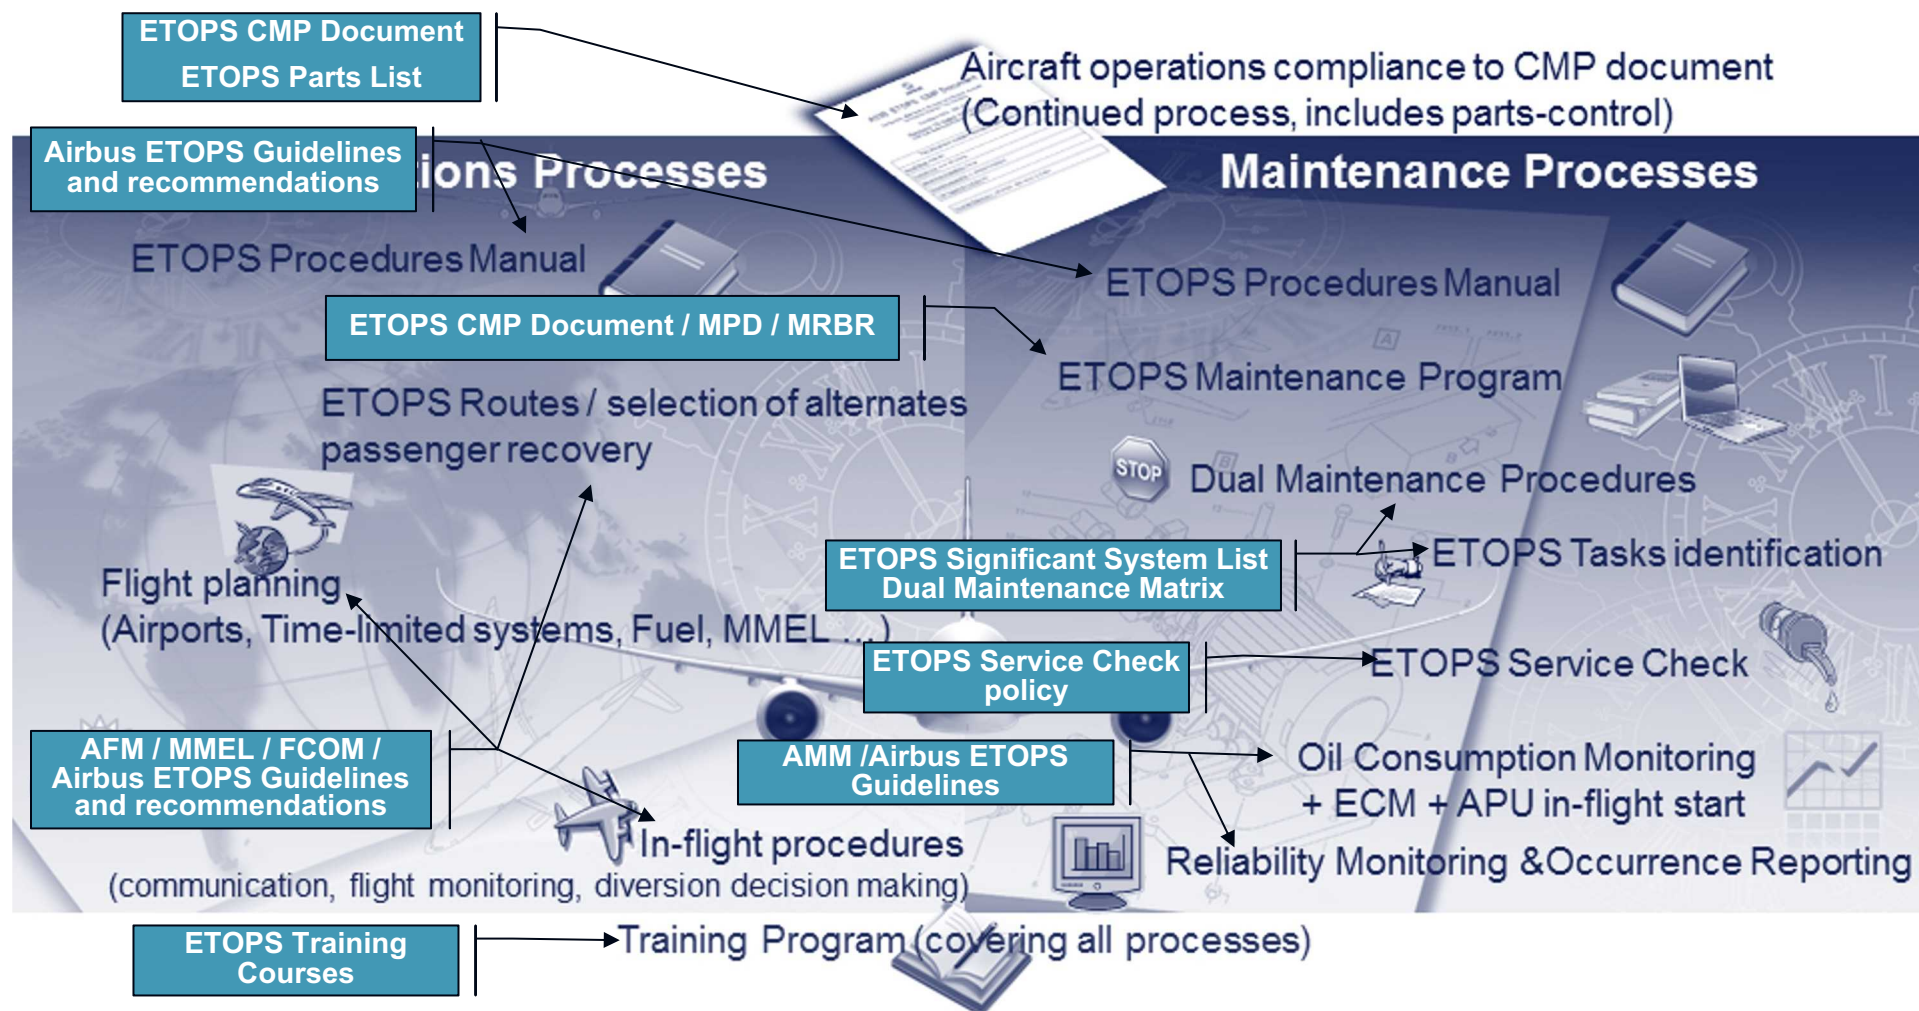 ETOPS CMP Document
ETOPS Parts List
Aircraft operations compliance to CMP document
(Continued process, includes parts-control)
Airbus ETOPS Guidelines
and recommendations
ions Processes
Maintenance Processes
ETOPS Procedures Manual
ETOPS Procedures Manual
ETOPS CMP Document / MPD / MRBR
ETOPS Maintenance Program
ETOPS Routes / selection of alternates
passenger recovery
STOP
Dual Maintenance Procedures
ETOPS Significant System List
Dual Maintenance Matrix
ETOPS Tasks identification
Flight planning
(Airports, Time-limited systems, Fuel, MMEL ...)
ETOPS Service Check
policy
ETOPS Service Check
AFM / MMEL / FCOM /
Airbus ETOPS Guidelines
and recommendations
AMM /Airbus ETOPS
Guidelines
Oil Consumption Monitoring
+ ECM + APU in-flight start
In-flight procedures
(communication, flight monitoring, diversion decision making)
Reliability Monitoring &Occurrence Reporting
ETOPS Training
Courses
Training Program (covering all processes)